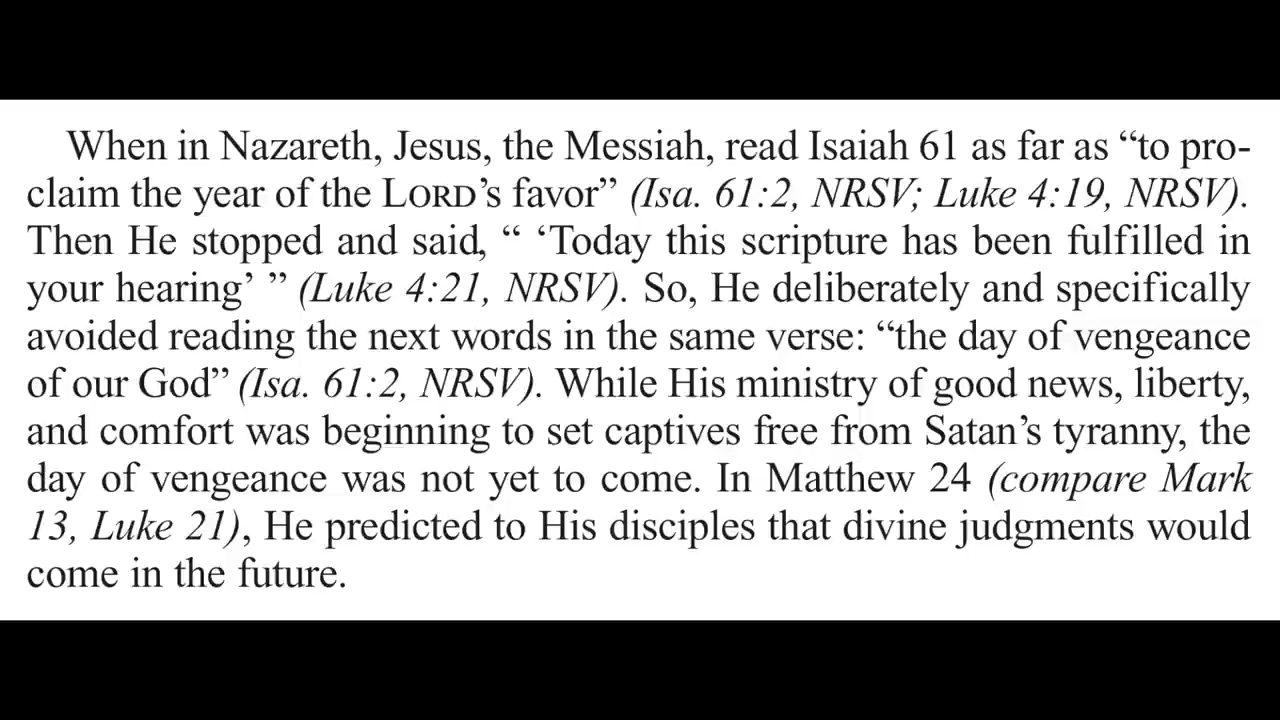 When in Nazareth, Jesus, the Messiah, read Isaiah 61 as far as “to pro-
claim the year of the LORD’s favor” (Isa. 61:2, NRSV; Luke 4:19, NRSV).
Then He stopped and said, “ ‘Today this scripture has been fulfilled in
your hearing’ ” (Luke 4:21, NRSV). So, He deliberately and specifically
avoided reading the next words in the same verse: “the day of vengeance
of our God” (Isa. 61:2, NRSV). While His ministry of good news, liberty,
and comfort was beginning to set captives free from Satan’s tyranny, the
day of vengeance was not yet to come. In Matthew 24 (compare Mark
13, Luke 21), He predicted to His disciples that divine judgments would
come in the future.